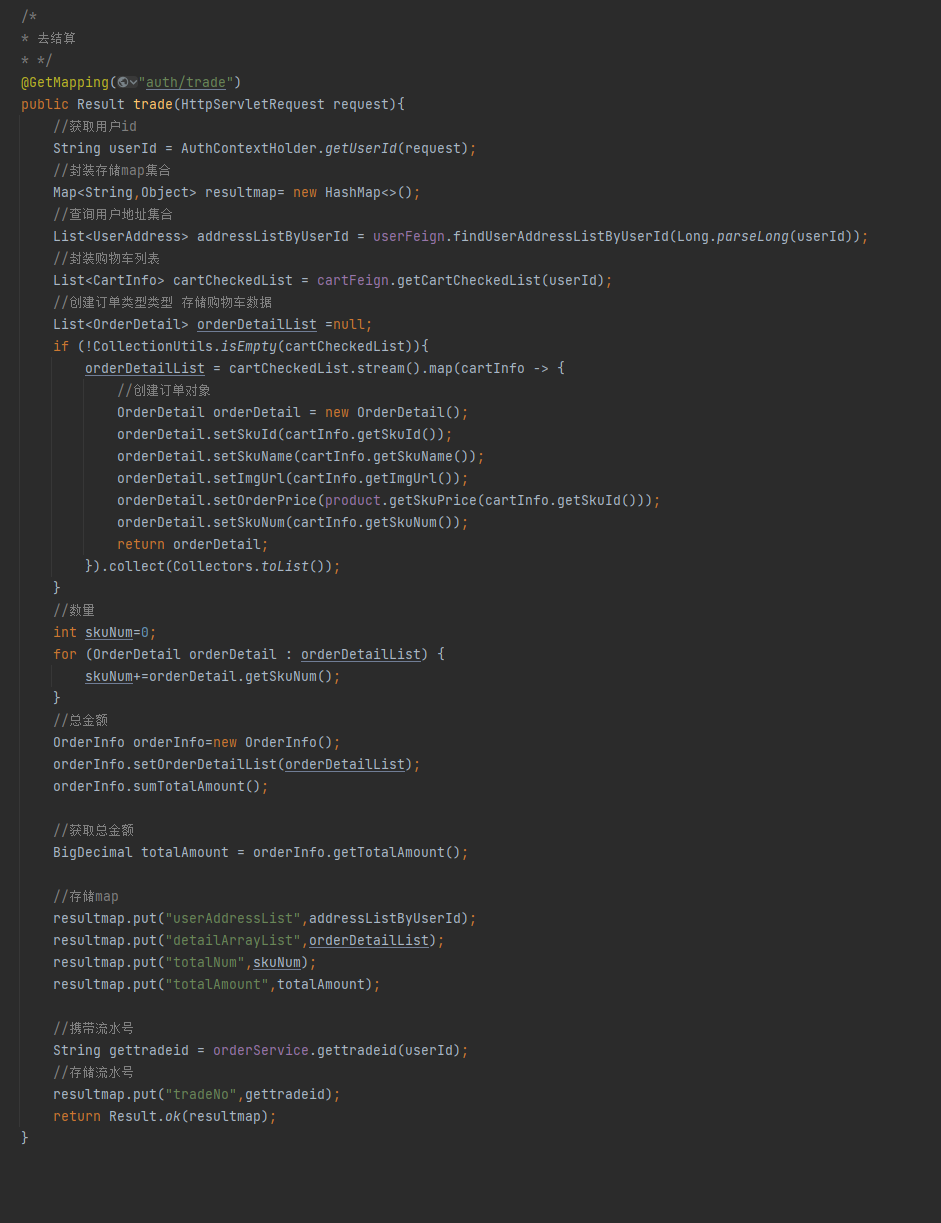 /*
* 去结算
* */
@GetMapping("auth/trade")
public Result trade(HttpServletRequest request){
//获取用户id
String userId = AuthContextHolder.getUserId(request);
//封装存储map集合
Map<String,Object> resultmap= new HashMap<>();
//查询用户地址集合
List<UserAddress> addressListByUserId = userFeign.findUserAddressListByUserId(Long.parseLong(userId));
//封装购物车列表
List<CartInfo> cartCheckedList = cartFeign.getCartCheckedList(userId);
//创建订单类型类型 存储购物车数据
List<OrderDetail> orderDetailList =null;
if (!CollectionUtils.isEmpty(cartCheckedList)){
orderDetailList = cartCheckedList.stream().map(cartInfo -> {
//创建订单对象
OrderDetail orderDetail = new OrderDetail();
orderDetail.setSkuId(cartInfo.getSkuId());
orderDetail.setSkuName(cartInfo.getSkuName());
orderDetail.setImgUrl(cartInfo.getImgUrl());
orderDetail.setOrderPrice(product.getSkuPrice(cartInfo.getSkuId()));
orderDetail.setSkuNum(cartInfo.getSkuNum());
return orderDetail;
}).collect(Collectors.toList());
}
//数量
int skuNum=0;
for (OrderDetail orderDetail : orderDetailList) {
skuNum+=orderDetail.getSkuNum();
}
//总金额
OrderInfo orderInfo=new OrderInfo();
orderInfo.setOrderDetailList(orderDetailList);
orderInfo.sumTotalAmount();
//获取总金额
BigDecimal totalAmount = orderInfo.getTotalAmount();
//存储map
resultmap.put("userAddressList",addressListByUserId);
resultmap.put("detailArrayList",orderDetailList);
resultmap.put("totalNum",skuNum);
resultmap.put("totalAmount",totalAmount);
//携带流水号
String gettradeid = orderService.gettradeid(userId);
//存储流水号
resultmap.put("tradeNo",gettradeid);
return Result.ok(resultmap);
}